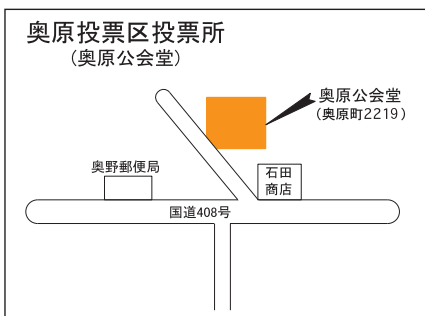 奥原投票区投票所
（奥原公会堂）
奥原公会堂
（奥原町2219）
奥野郵便局
石田
商店
国道408号